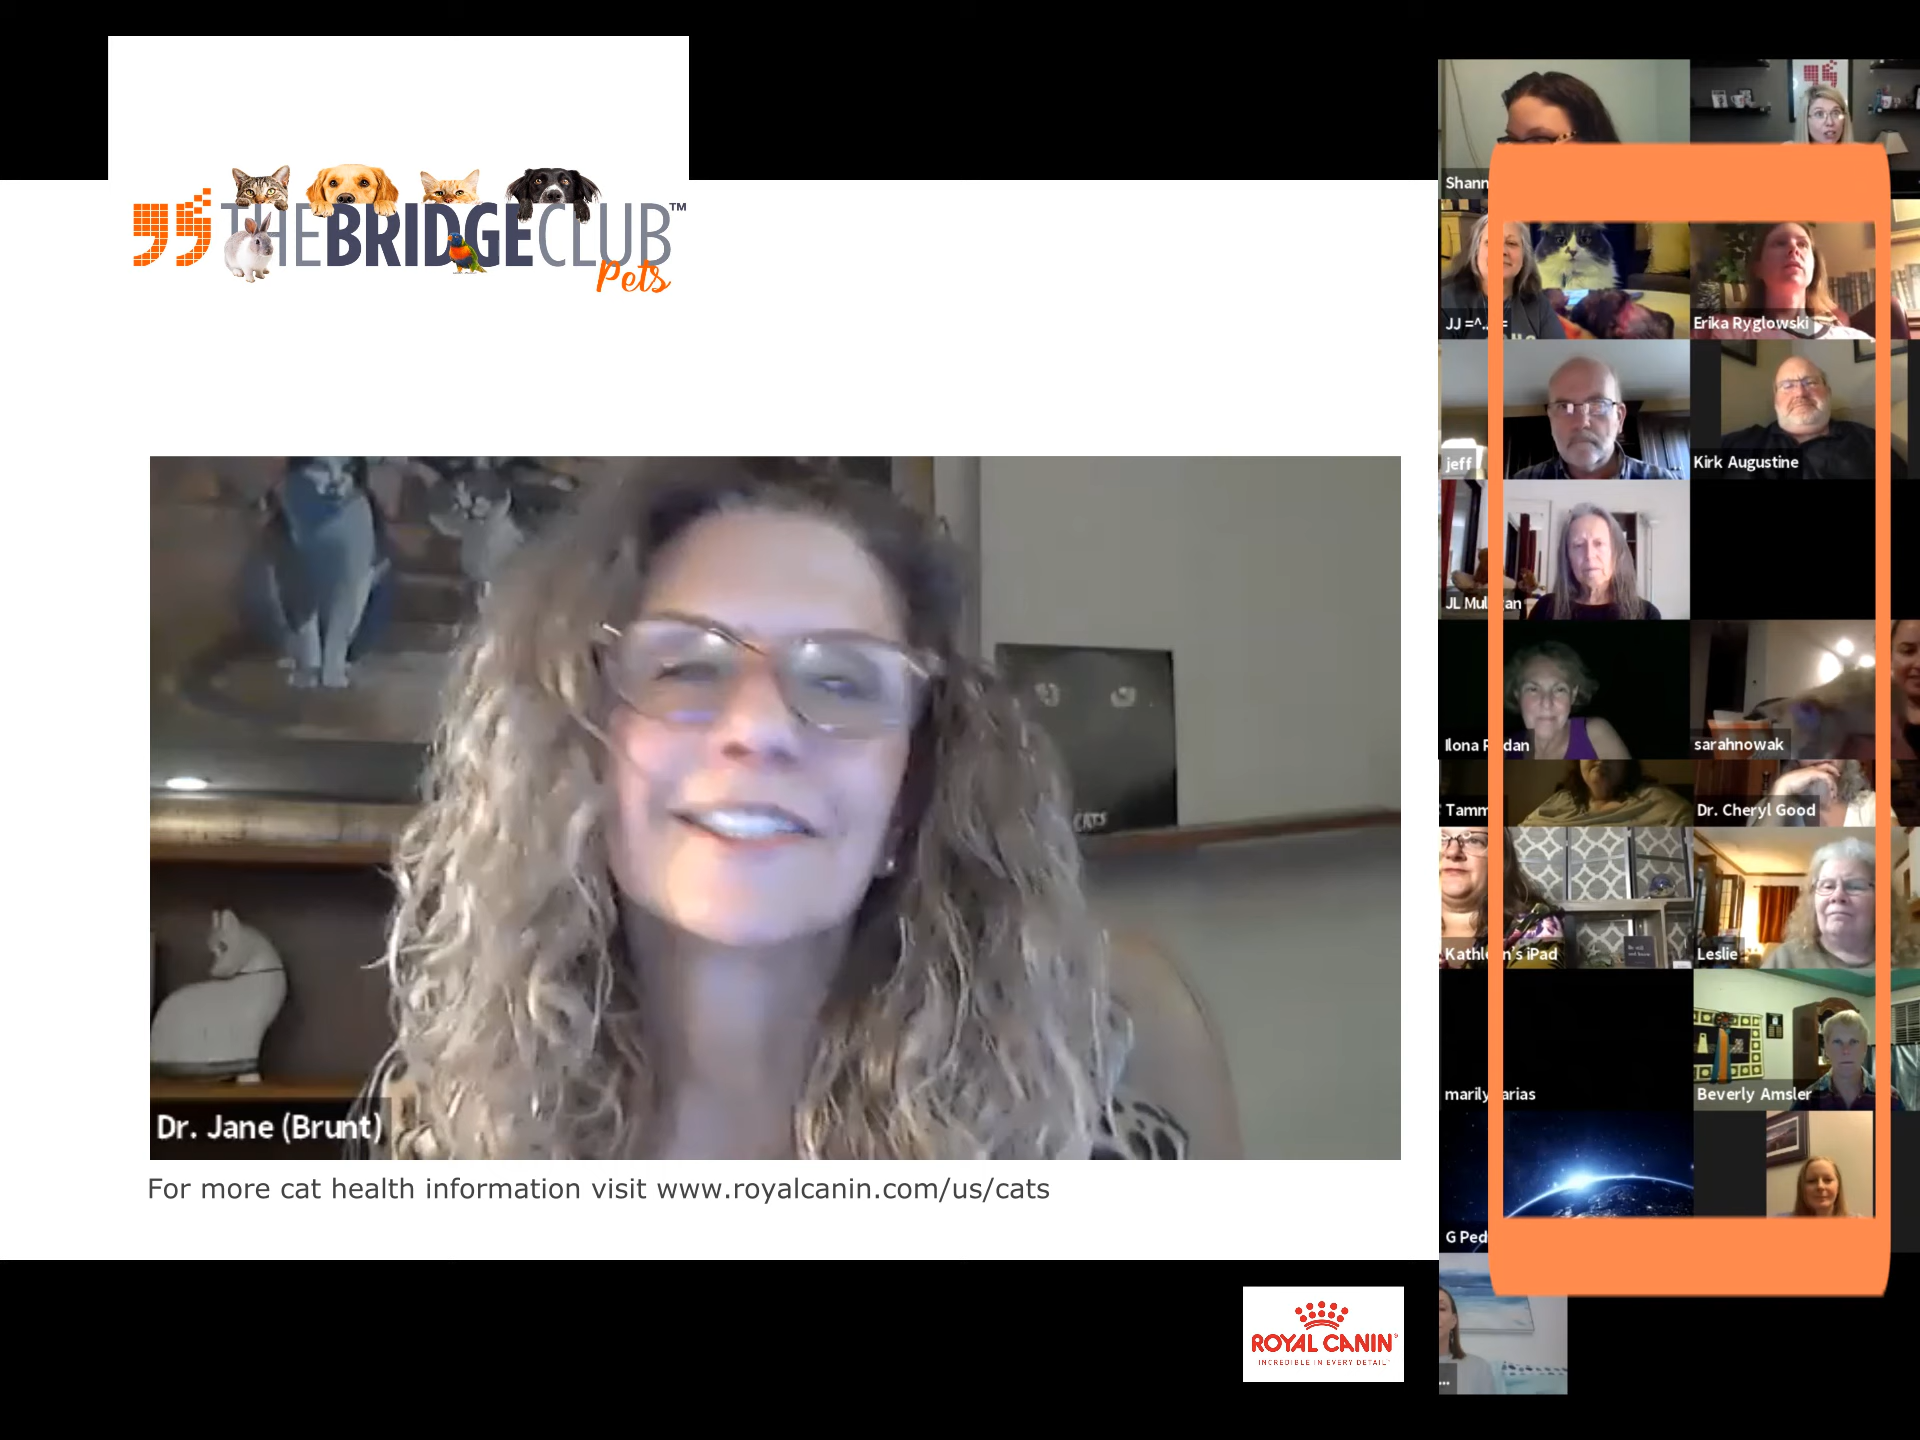 THEBRIDGECLUB™
Pets
CATS
Dr. Jane (Brunt)
For more cat health information visit www.royalcanin.com/us/cats
ROYAL CANIN
INCREDIBLE IN EVERY DETAIL
Shann
JJ =^..
Erika Ryglowski
jeff
Kirk Augustine
JL Mul an
Ilona R dan
sarahnowak
Tamm
Dr. Cheryl Good
Kathl n's iPad
Leslie
marily arias
Beverly Amsler
G Ped
...